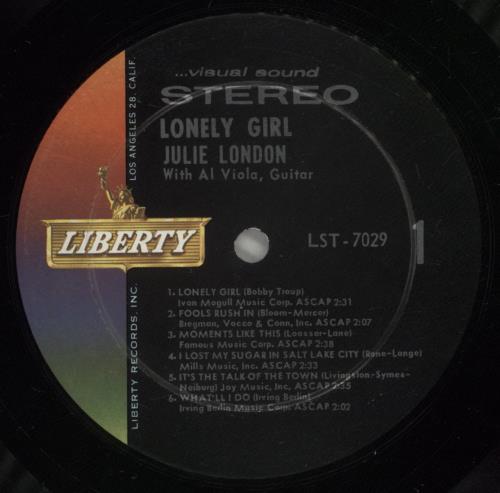 ...visual sound
STEREO
LONELY GIRL
JULIE LONDON
With Al Viola, Guitar
LIBERTY
LOS ANGELES 28, CALIF.
LIBERTY RECORDS, INC.
LST-7029
1
1. LONELY GIRL (Bobby Troup)
Ivan Mogull Music Corp. ASCAP 2:31
2. FOOLS RUSH IN (Bloom-Mercer)
Bregman, Vocco & Conn, Inc. ASCAP 2:07
3. MOMENTS LIKE THIS (Loesser-Lane)
Famous Music Corp. ASCAP 2:38
4. I LOST MY SUGAR IN SALT LAKE CITY (Rene-Lange)
Mills Music, Inc. ASCAP 2:33
5. IT'S THE TALK OF THE TOWN (Livingston-Symes-
Neiburg) Joy Music, Inc. ASCAP 2:35
6. WHAT'LL I DO (Irving Berlin)
Irving Berlin Music Corp. ASCAP 2:02